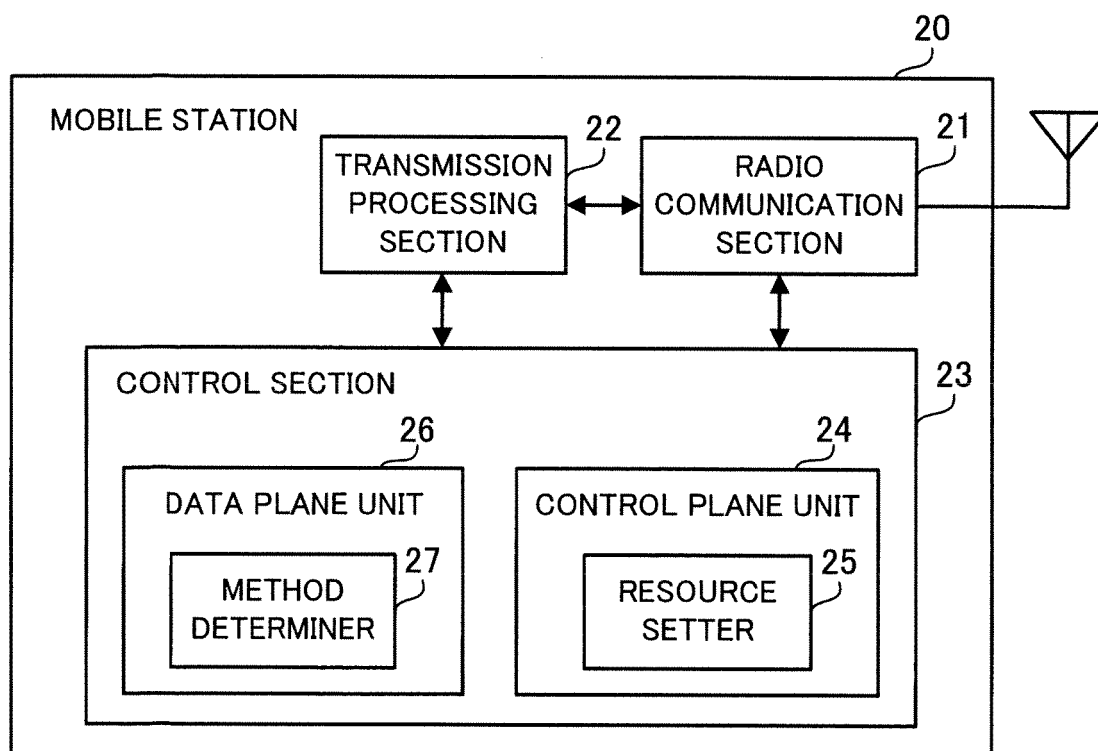 20
MOBILE STATION
22
21
TRANSMISSION
PROCESSING
SECTION
RADIO
COMMUNICATION
SECTION
CONTROL SECTION
23
26
24
DATA PLANE UNIT
CONTROL PLANE UNIT
27
25
METHOD
DETERMINER
RESOURCE
SETTER